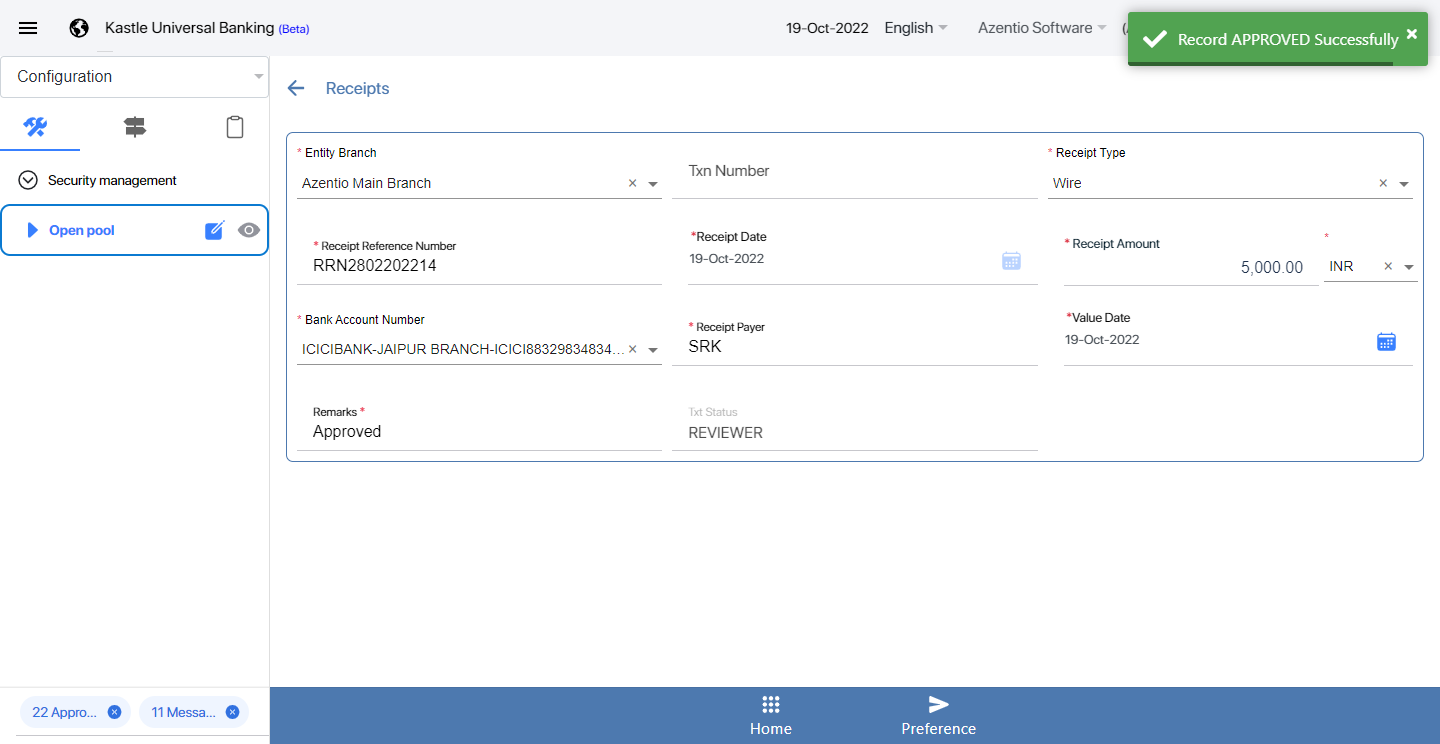 Kastle Universal Banking (Beta)
19-Oct-2022
English
Azentio Software
Record APPROVED Successfully
Configuration
Receipts
Security management
Open pool
* Entity Branch
Azentio Main Branch
Txn Number
* Receipt Type
Wire
* Receipt Reference Number
RRN2802202214
*Receipt Date
19-Oct-2022
* Receipt Amount
5,000.00
*
INR
* Bank Account Number
ICICIBANK-JAIPUR BRANCH-ICICI88329834834...
* Receipt Payer
SRK
*Value Date
19-Oct-2022
Remarks *
Approved
Txt Status
REVIEWER
22 Appro...
11 Messa...
Home
Preference